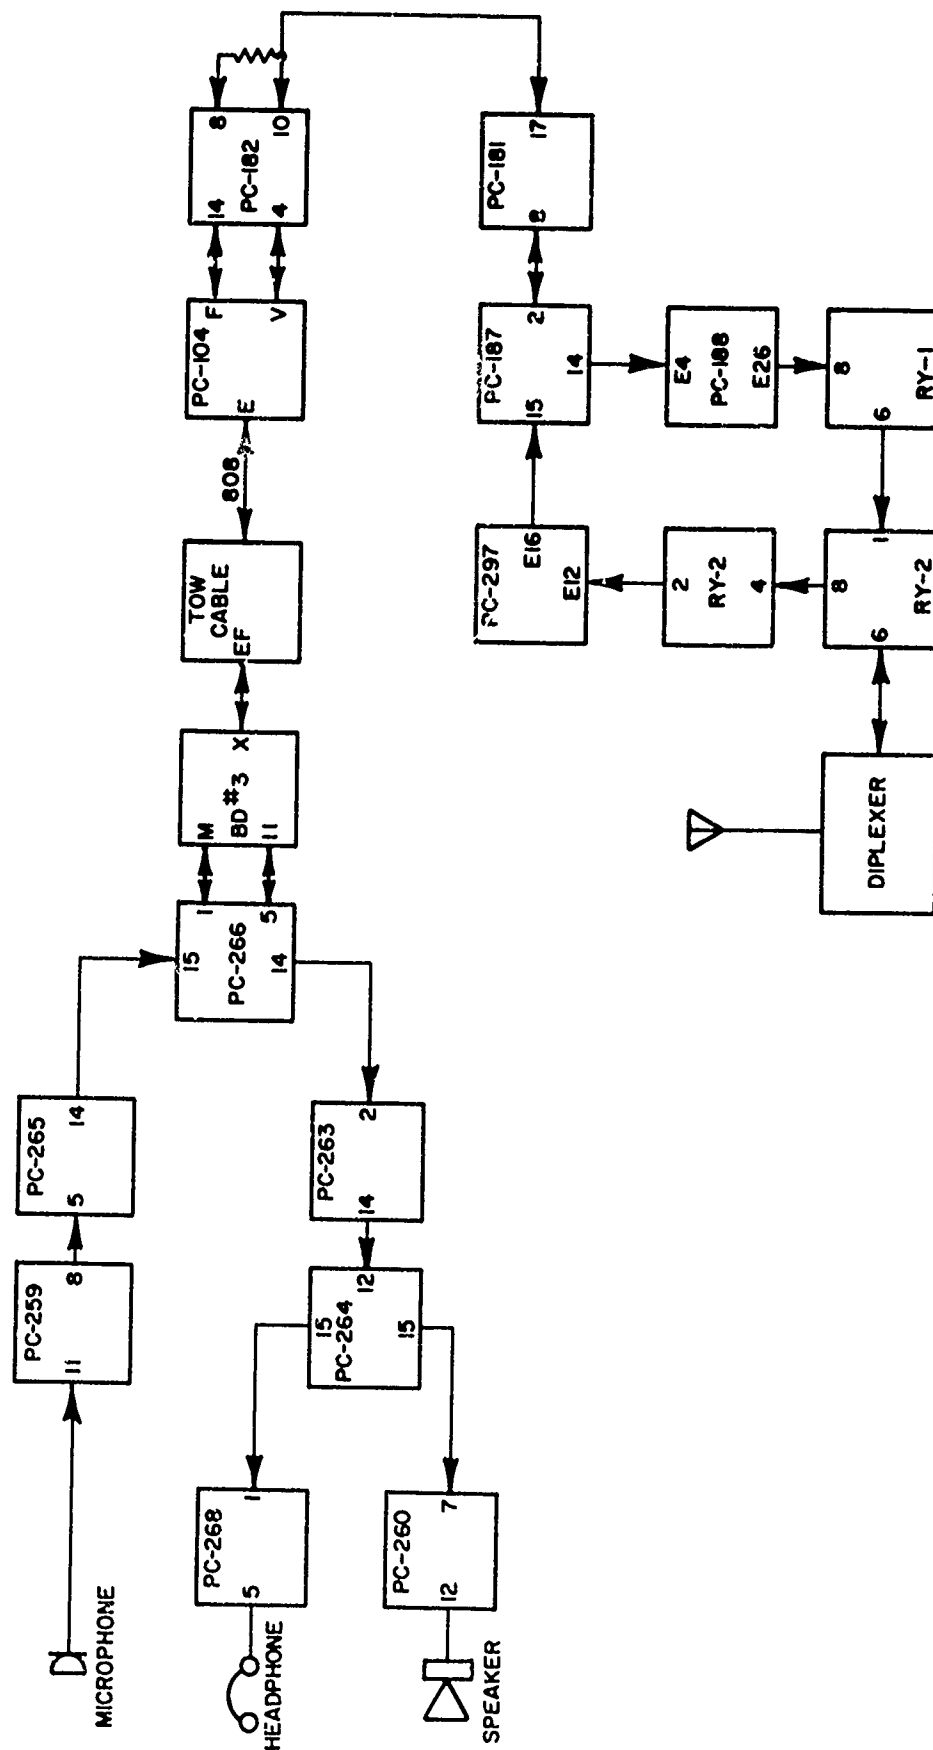 MICROPHONE
11
PC-259
8
5
PC-265
14
15
PC-266
14
1
5
M
BD #3
11
X
TOW
CABLE
EF
808
PC-104
E
F
V
14
4
PC-182
8
10
HEADPHONE
5
PC-268
1
SPEAKER
12
PC-260
7
15
PC-264
15
12
14
PC-263
2
PC-297
E12
E16
15
PC-187
14
2
8
PC-181
17
2
RY-2
4
E4
PC-188
E26
DIPLEXER
6
8
RY-2
1
6
8
RY-1